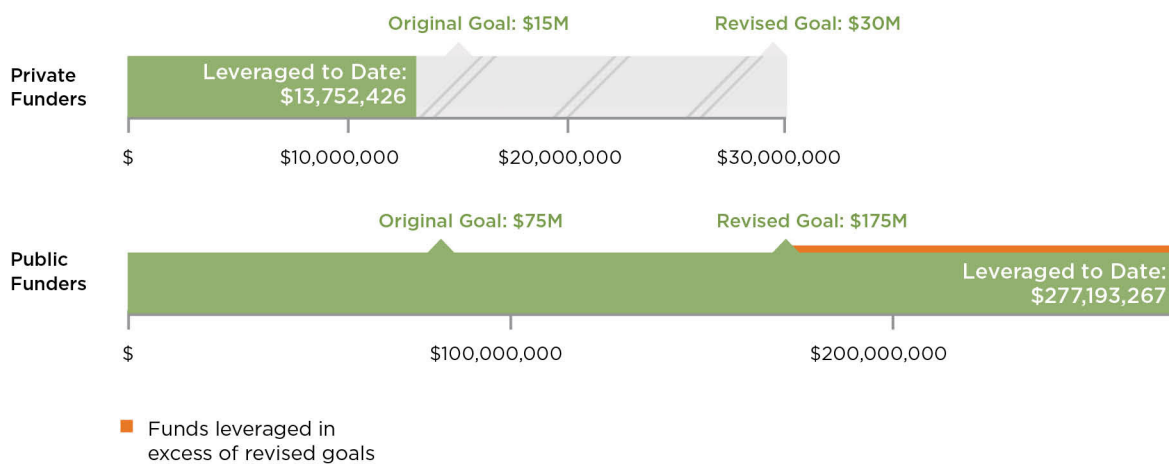 Original Goal: $15M
Revised Goal: $30M
Private
Funders
Leveraged to Date:
$13,752,426
$
$10,000,000
$20,000,000
$30,000,000
Original Goal: $75M
Revised Goal: $175M
Public
Funders
Leveraged to Date:
$277,193,267
$
$100,000,000
$200,000,000
Funds leveraged in
excess of revised goals